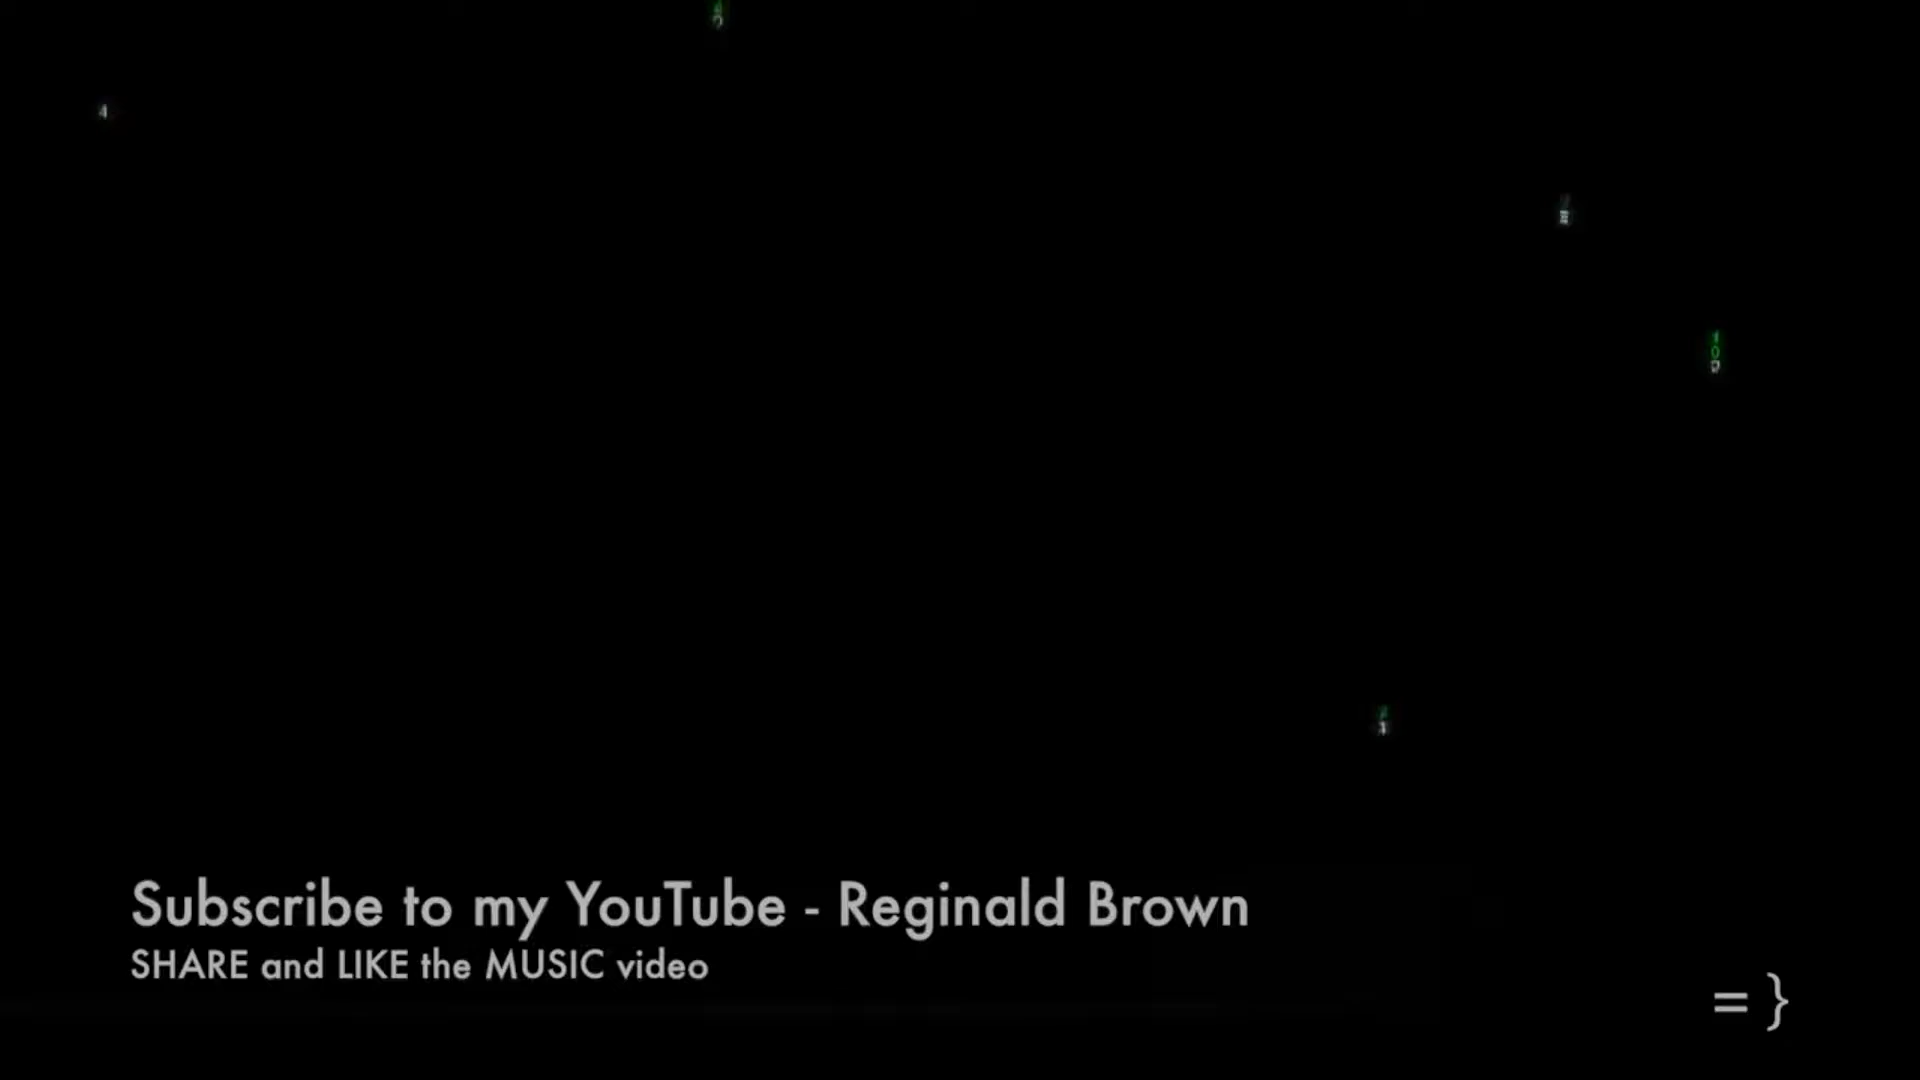 Subscribe to my YouTube - Reginald Brown
SHARE and LIKE the MUSIC video
= }